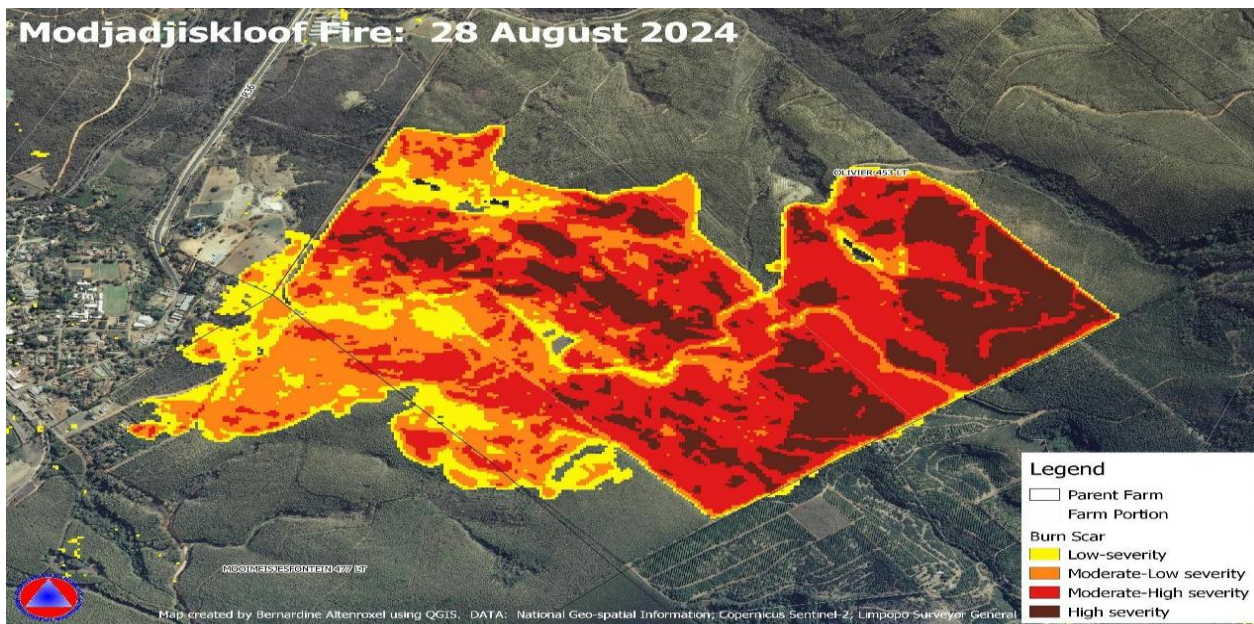 Modjadjiskloof Fire: 28 August 2024
R36
OLIVIER 453 LT
MOOIMEISJESFONTEIN 477 LT
Legend
Parent Farm
Farm Portion
Burn Scar
Low-severity
Moderate-Low severity
Moderate-High severity
High severity
Map created by Bernardine Altenroxel using QGIS. DATA: National Geo-spatial Information; Copernicus Sentinel-2; Limpopo Surveyor General